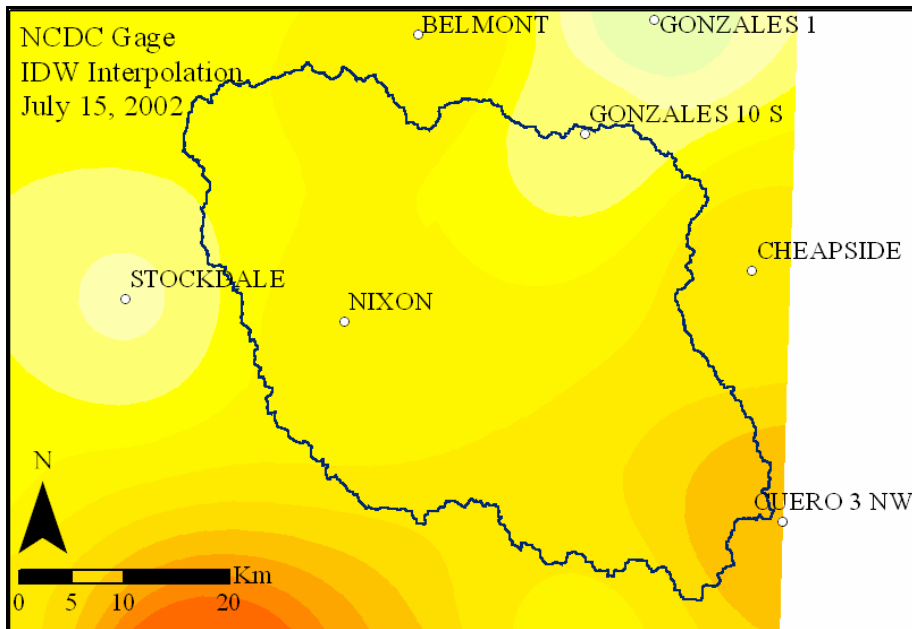 NCDC Gage
IDW Interpolation
July 15, 2002
BELMONT
GONZALES 1
GONZALES 10 S
CHEAPSIDE
STOCKDALE
NIXON
CUERO 3 NW
N
Km
0 5 10 20